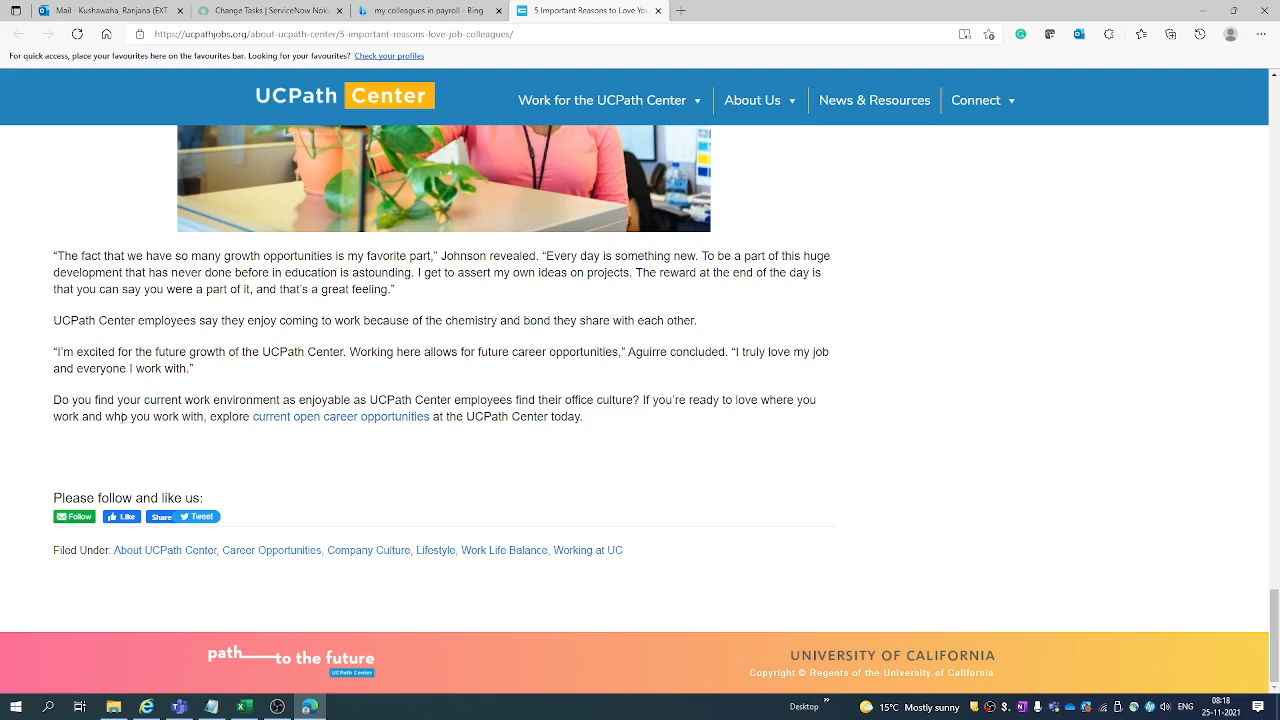 Mail - Kushwaha, Ranjana (EXT
Change Request Details - C
employee enjoying - Bing
5 Important Reasons to Love You
https://ucpathjobs.org/about-ucpath-center/5-important-reasons-love-job-colleagues/
For quick access, place your favourites here on the favourites bar. Looking for your favourites? Check your profiles
UCPath Center
Work for the UCPath Center
About Us
News & Resources
Connect
“The fact that we have so many growth opportunities is my favorite part,” Johnson revealed. “Every day is something new. To be a part of this huge
development that has never done before in education is astounding. I get to assert my own ideas on projects. The reward at the end of the day is
that you can say you were a part of it, and that’s a great feeling.”
UCPath Center employees say they enjoy coming to work because of the chemistry and bond they share with each other.
“I’m excited for the future growth of the UCPath Center. Working here allows for future career opportunities,” Aguirre concluded. “I truly love my job
and everyone I work with.”
Do you find your current work environment as enjoyable as UCPath Center employees find their office culture? If you’re ready to love where you
work and who you work with, explore current open career opportunities at the UCPath Center today.
Please follow and like us:
Follow
Like
Share
Tweet
Filed Under: About UCPath Center, Career Opportunities, Company Culture, Lifestyle, Work Life Balance, Working at UC
path to the future
UCPath Center
UNIVERSITY OF CALIFORNIA
Copyright © Regents of the University of California
Desktop
15°C Mostly sunny
ENG
08:18
25-11-2021